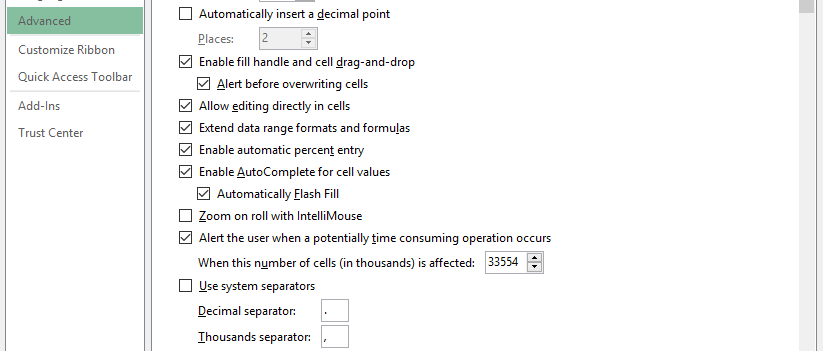 Advanced
Customize Ribbon
Quick Access Toolbar
Add-Ins
Trust Center
Automatically insert a decimal point
Places: 2
Enable fill handle and cell drag-and-drop
Alert before overwriting cells
Allow editing directly in cells
Extend data range formats and formulas
Enable automatic percent entry
Enable AutoComplete for cell values
Automatically Flash Fill
Zoom on roll with IntelliMouse
Alert the user when a potentially time consuming operation occurs
When this number of cells (in thousands) is affected: 33554
Use system separators
Decimal separator: .
Thousands separator: ,